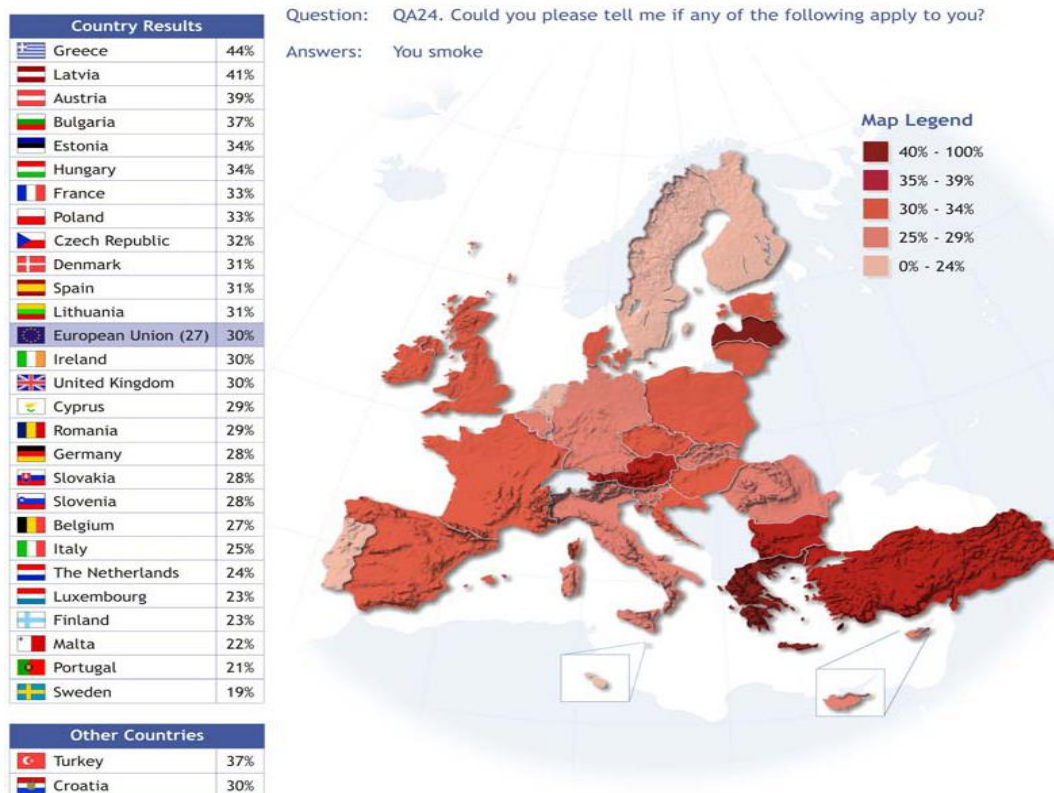 Question: QA24. Could you please tell me if any of the following apply to you?
Answers: You smoke
Country Results
Greece 44%
Latvia 41%
Austria 39%
Bulgaria 37%
Estonia 34%
Hungary 34%
France 33%
Poland 33%
Czech Republic 32%
Denmark 31%
Spain 31%
Lithuania 31%
European Union (27) 30%
Ireland 30%
United Kingdom 30%
Cyprus 29%
Romania 29%
Germany 28%
Slovakia 28%
Slovenia 28%
Belgium 27%
Italy 25%
The Netherlands 24%
Luxembourg 23%
Finland 23%
Malta 22%
Portugal 21%
Sweden 19%
Other Countries
Turkey 37%
Croatia 30%
Map Legend
40% - 100%
35% - 39%
30% - 34%
25% - 29%
0% - 24%